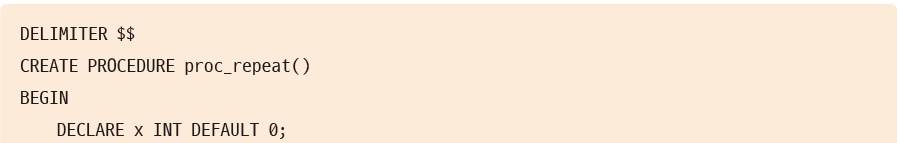 DELIMITER $$
CREATE PROCEDURE proc_repeat()
BEGIN
    DECLARE x INT DEFAULT 0;